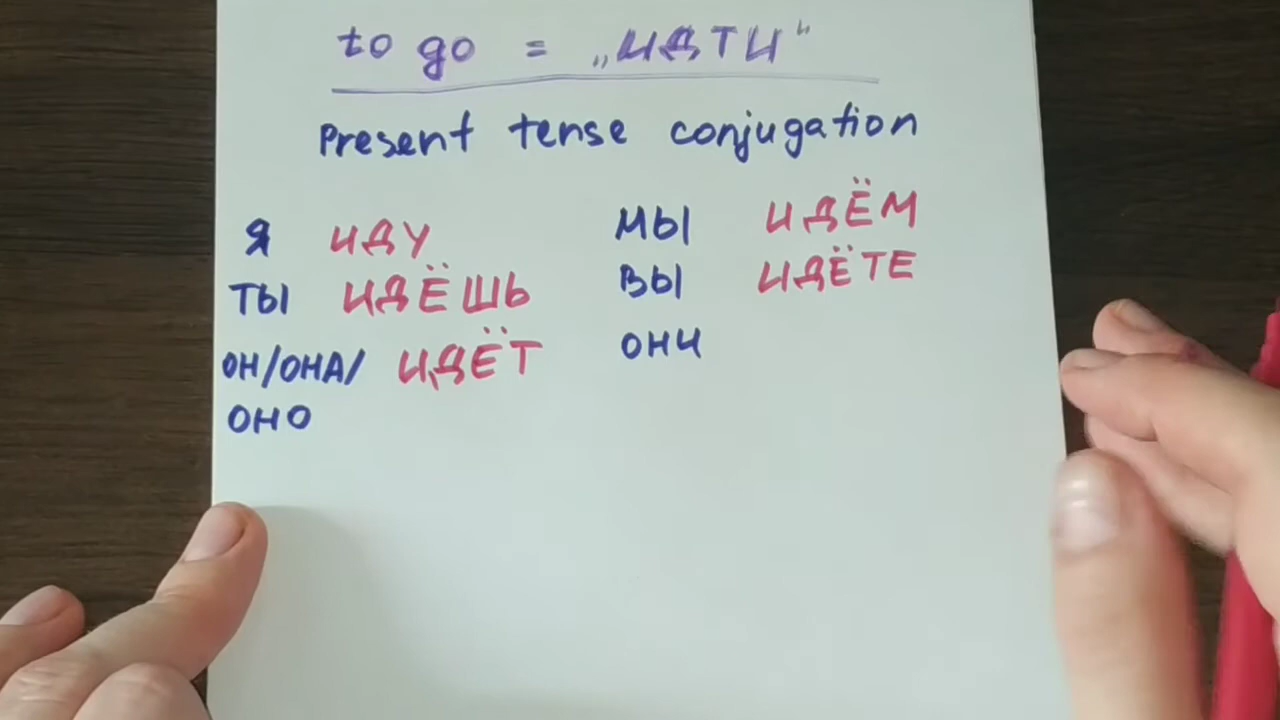 to go = „ИДТИ“
Present tense conjugation
Я ИДУ
ТЫ ИДЁШЬ
ОН/ОНА/ ИДЁТ
ОНО
МЫ ИДЁМ
ВЫ ИДЁТЕ
ОНИ